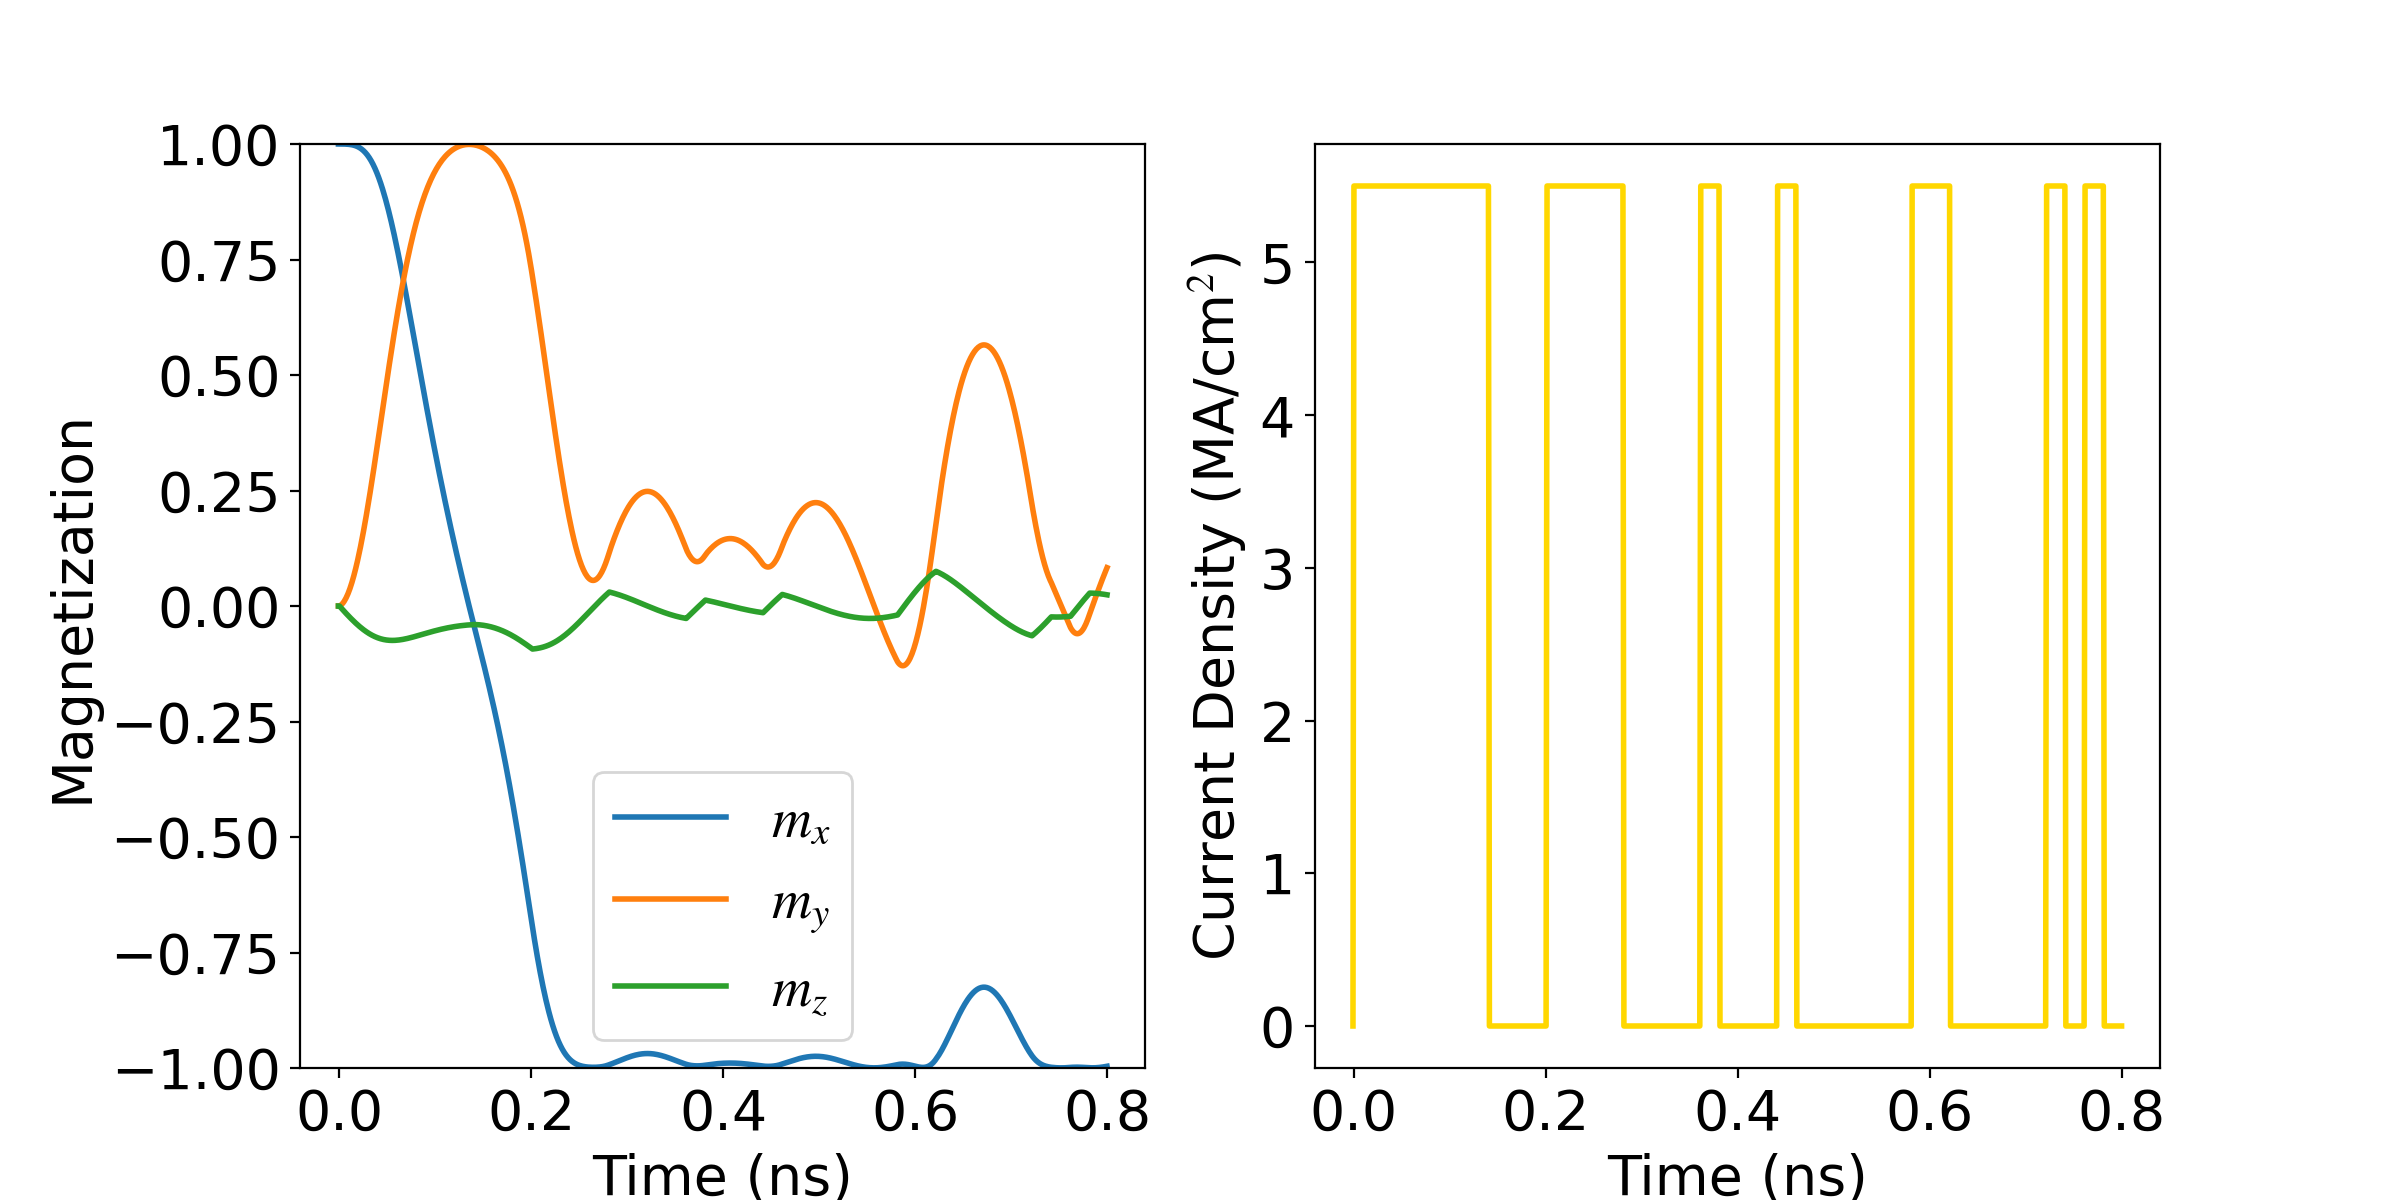 Magnetization
1.00
0.75
0.50
0.25
0.00
−0.25
−0.50
−0.75
−1.00
0.0 0.2 0.4 0.6 0.8
Time (ns)
m_x
m_y
m_z
Current Density (MA/cm²)
5
4
3
2
1
0
0.0 0.2 0.4 0.6 0.8
Time (ns)